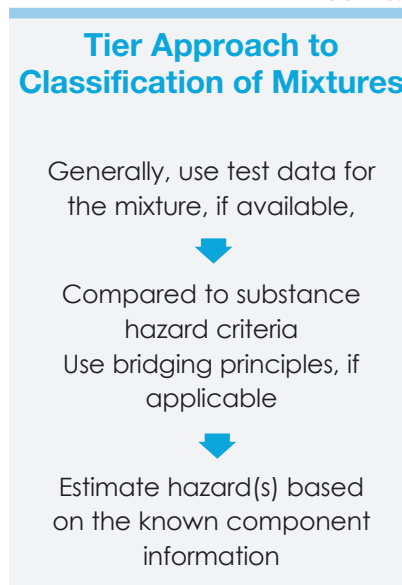 Tier Approach to
Classification of Mixtures
Generally, use test data for
the mixture, if available,
Compared to substance
hazard criteria
Use bridging principles, if
applicable
Estimate hazard(s) based
on the known component
information